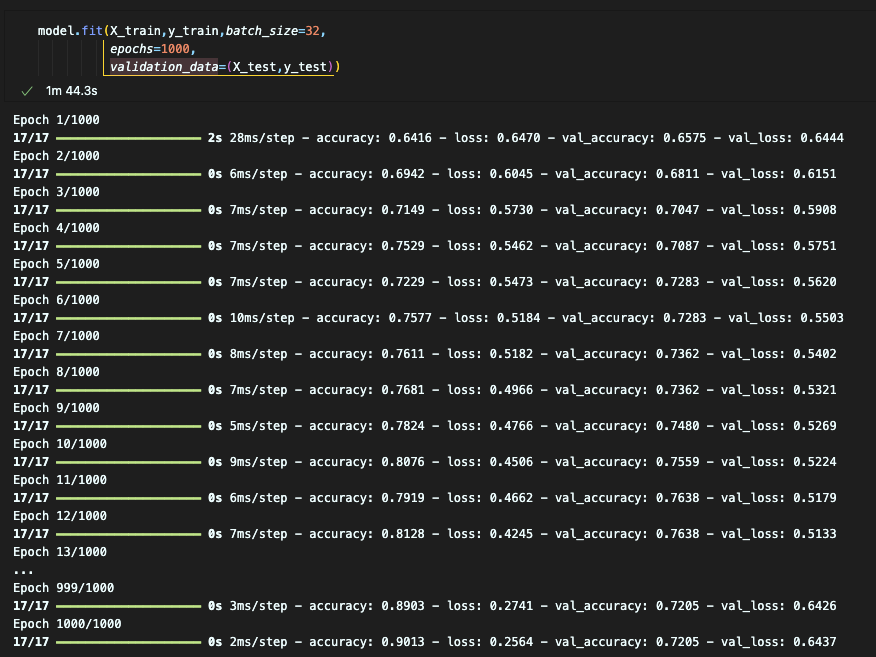 model.fit(X_train,y_train,batch_size=32,
epochs=1000,
validation_data=(X_test,y_test))
✓ 1m 44.3s
Epoch 1/1000
17/17 ━━━━━━━━━━━━━━━━━━━━ 2s 28ms/step - accuracy: 0.6416 - loss: 0.6470 - val_accuracy: 0.6575 - val_loss: 0.6444
Epoch 2/1000
17/17 ━━━━━━━━━━━━━━━━━━━━ 0s 6ms/step - accuracy: 0.6942 - loss: 0.6045 - val_accuracy: 0.6811 - val_loss: 0.6151
Epoch 3/1000
17/17 ━━━━━━━━━━━━━━━━━━━━ 0s 7ms/step - accuracy: 0.7149 - loss: 0.5730 - val_accuracy: 0.7047 - val_loss: 0.5908
Epoch 4/1000
17/17 ━━━━━━━━━━━━━━━━━━━━ 0s 7ms/step - accuracy: 0.7529 - loss: 0.5462 - val_accuracy: 0.7087 - val_loss: 0.5751
Epoch 5/1000
17/17 ━━━━━━━━━━━━━━━━━━━━ 0s 7ms/step - accuracy: 0.7229 - loss: 0.5473 - val_accuracy: 0.7283 - val_loss: 0.5620
Epoch 6/1000
17/17 ━━━━━━━━━━━━━━━━━━━━ 0s 10ms/step - accuracy: 0.7577 - loss: 0.5184 - val_accuracy: 0.7283 - val_loss: 0.5503
Epoch 7/1000
17/17 ━━━━━━━━━━━━━━━━━━━━ 0s 8ms/step - accuracy: 0.7611 - loss: 0.5182 - val_accuracy: 0.7362 - val_loss: 0.5402
Epoch 8/1000
17/17 ━━━━━━━━━━━━━━━━━━━━ 0s 7ms/step - accuracy: 0.7681 - loss: 0.4966 - val_accuracy: 0.7362 - val_loss: 0.5321
Epoch 9/1000
17/17 ━━━━━━━━━━━━━━━━━━━━ 0s 5ms/step - accuracy: 0.7824 - loss: 0.4766 - val_accuracy: 0.7480 - val_loss: 0.5269
Epoch 10/1000
17/17 ━━━━━━━━━━━━━━━━━━━━ 0s 9ms/step - accuracy: 0.8076 - loss: 0.4506 - val_accuracy: 0.7559 - val_loss: 0.5224
Epoch 11/1000
17/17 ━━━━━━━━━━━━━━━━━━━━ 0s 6ms/step - accuracy: 0.7919 - loss: 0.4662 - val_accuracy: 0.7638 - val_loss: 0.5179
Epoch 12/1000
17/17 ━━━━━━━━━━━━━━━━━━━━ 0s 7ms/step - accuracy: 0.8128 - loss: 0.4245 - val_accuracy: 0.7638 - val_loss: 0.5133
Epoch 13/1000
...
Epoch 999/1000
17/17 ━━━━━━━━━━━━━━━━━━━━ 0s 3ms/step - accuracy: 0.8903 - loss: 0.2741 - val_accuracy: 0.7205 - val_loss: 0.6426
Epoch 1000/1000
17/17 ━━━━━━━━━━━━━━━━━━━━ 0s 2ms/step - accuracy: 0.9013 - loss: 0.2564 - val_accuracy: 0.7205 - val_loss: 0.6437